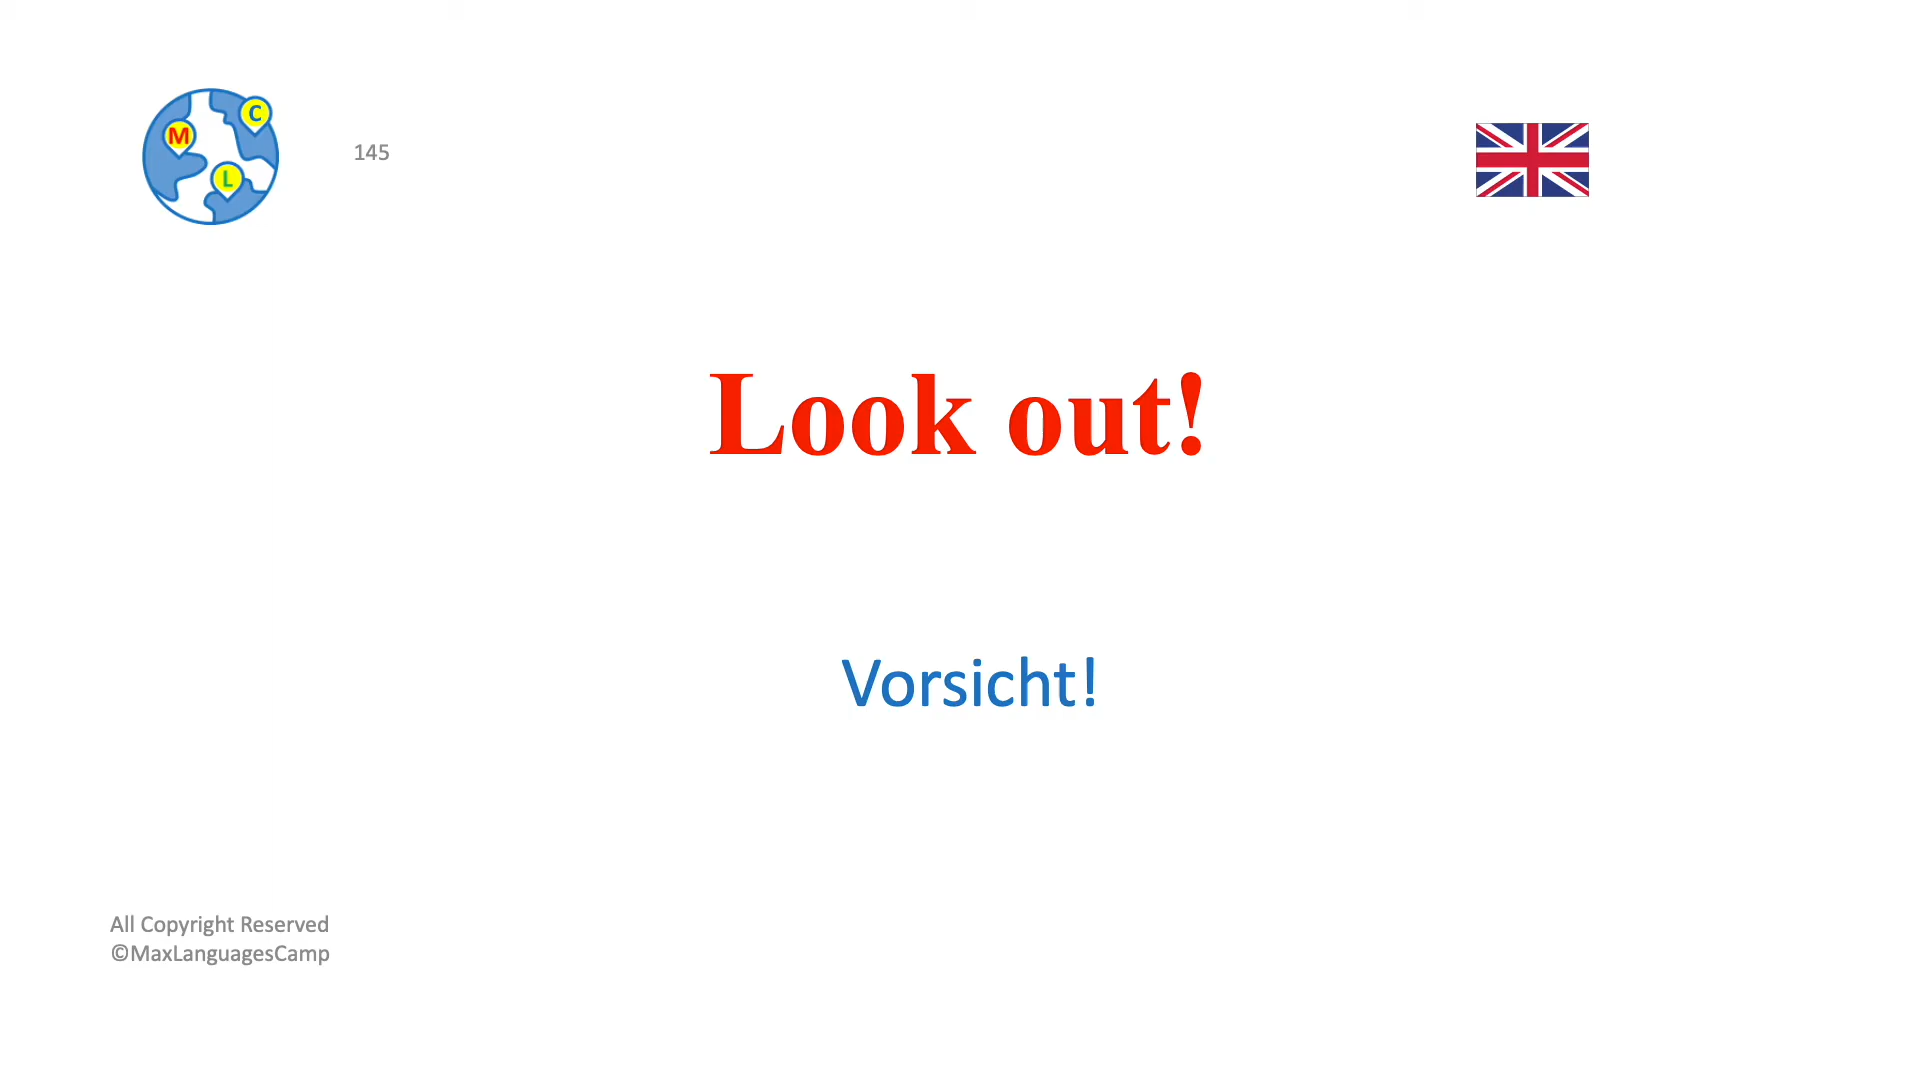 M
C
L
145
Look out!
Vorsicht!
All Copyright Reserved
©MaxLanguagesCamp